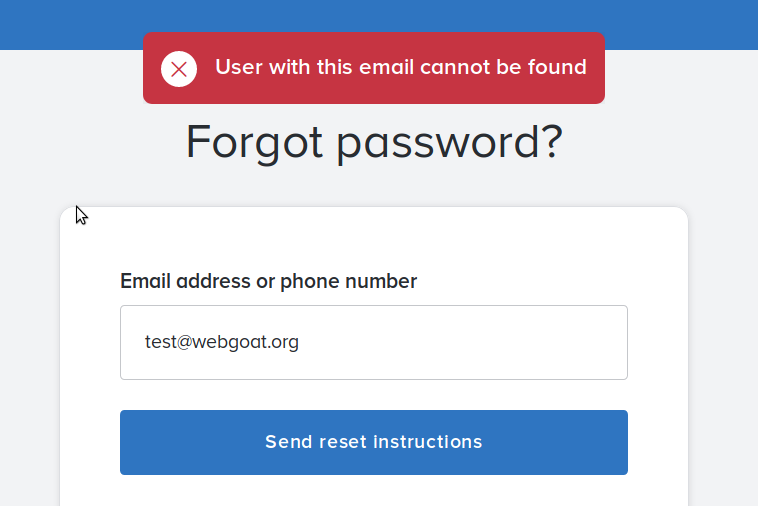 User with this email cannot be found
Forgot password?
Email address or phone number
test@webgoat.org
Send reset instructions